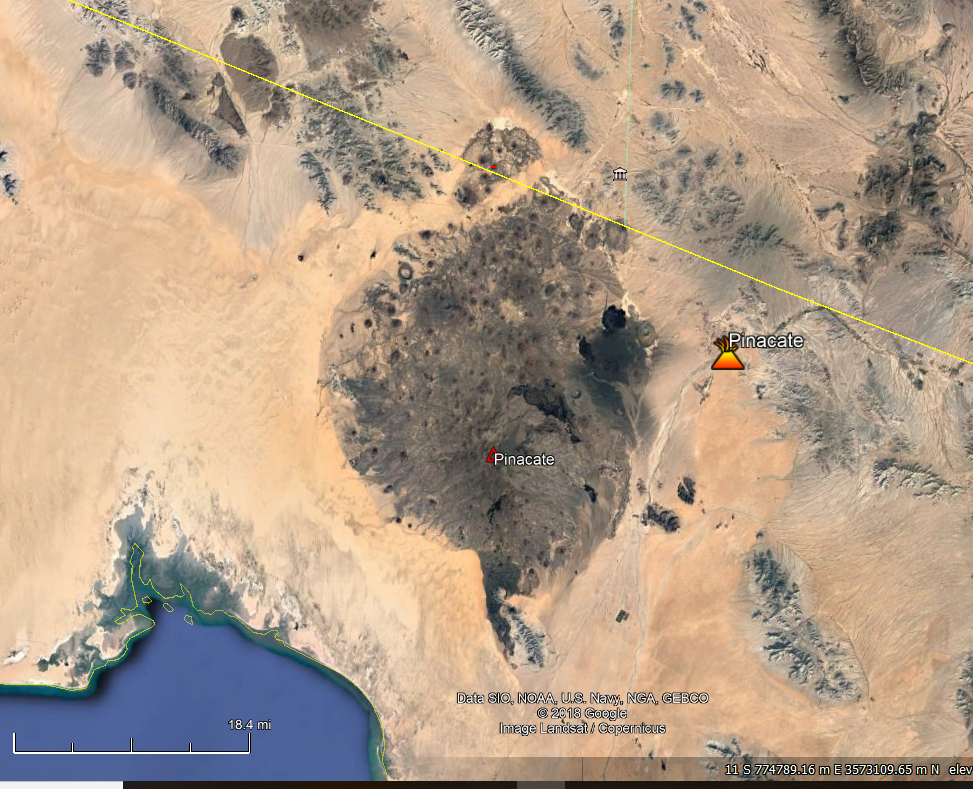 Pinacate
Pinacate
Data SIO, NOAA, U.S. Navy, NGA, GEBCO
© 2018 Google
Image Landsat / Copernicus
18.4 mi
11 S 774789.16 m E 3573109.65 m N elev